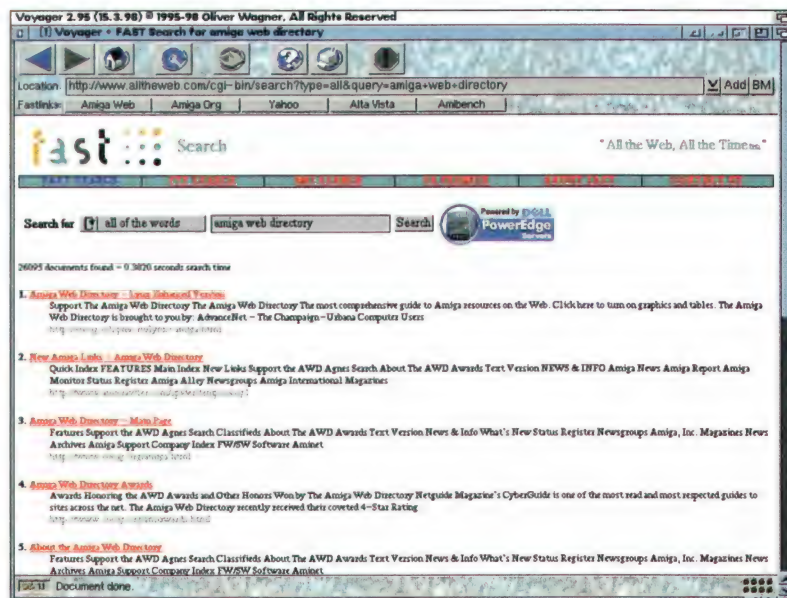 Voyager 2.95 (15.3.98) © 1995-98 Oliver Wagner, All Rights Reserved
[1] Voyager • FAST Search for amiga web directory
Location: http://www.alltheweb.com/cgi-bin/search?type=all&query=amiga+web+directory Add BM
Fastlinks: Amiga Web Amiga Org Yahoo Alta Vista Amibench
fast Search "All the Web, All the Time™"
FAST SEARCH FTP SEARCH CONTACT US
Search for all of the words amiga web directory Search Powered by DELL PowerEdge Servers
26095 documents found - 0.3820 seconds search time
1. Amiga Web Directory - Lynx Enhanced Version
Support The Amiga Web Directory The Amiga Web Directory The most comprehensive guide to Amiga resources on the Web. Click here to turn on graphics and tables. The Amiga
Web Directory is brought to you by: AdvanceNet - The Champaign-Urbana Computer Users
2. New Amiga Links - Amiga Web Directory
Quick Index FEATURES Main Index New Links Support the AWD Agnes Search About The AWD Awards Text Version NEWS & INFO Amiga News Amiga Report Amiga
Monitor Status Register Amiga Alley Newsgroups Amiga International Magazines
3. Amiga Web Directory - Main Page
Features Support the AWD Agnes Search Classifieds About The AWD Awards Text Version News & Info What's New Status Register Newsgroups Amiga, Inc. Magazines News
Archives Amiga Support Company Index FW/SW Software Aminet
4. Amiga Web Directory Awards
Awards Honoring the AWD Awards and Other Honors Won by The Amiga Web Directory Netguide Magazine's CyberGuide is one of the most read and most respected guides to
sites across the net. The Amiga Web Directory recently received their coveted 4-Star Rating
5. About the Amiga Web Directory
Features Support the AWD Agnes Search Classifieds About The AWD Awards Text Version News & Info What's New Status Register Newsgroups Amiga, Inc. Magazines News
Archives Amiga Support Company Index FW/SW Software Aminet
Document done.